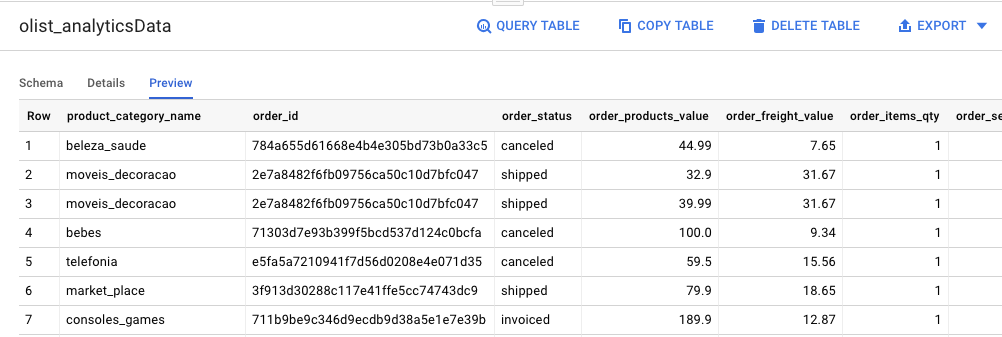 olist_analyticsData QUERY TABLE COPY TABLE DELETE TABLE EXPORT
Schema Details Preview
Row product_category_name order_id order_status order_products_value order_freight_value order_items_qty order_se
1 beleza_saude 784a655d61668e4b4e305bd73b0a33c5 canceled 44.99 7.65 1
2 moveis_decoracao 2e7a8482f6fb09756ca50c10d7bfc047 shipped 32.9 31.67 1
3 moveis_decoracao 2e7a8482f6fb09756ca50c10d7bfc047 shipped 39.99 31.67 1
4 bebes 71303d7e93b399f5bcd537d124c0bcfa canceled 100.0 9.34 1
5 telefonia e5fa5a7210941f7d56d0208e4e071d35 canceled 59.5 15.56 1
6 market_place 3f913d30288c117e41ffe5cc74743dc9 shipped 79.9 18.65 1
7 consoles_games 711b9be9c346d9ecdb9d38a5e1e7e39b invoiced 189.9 12.87 1